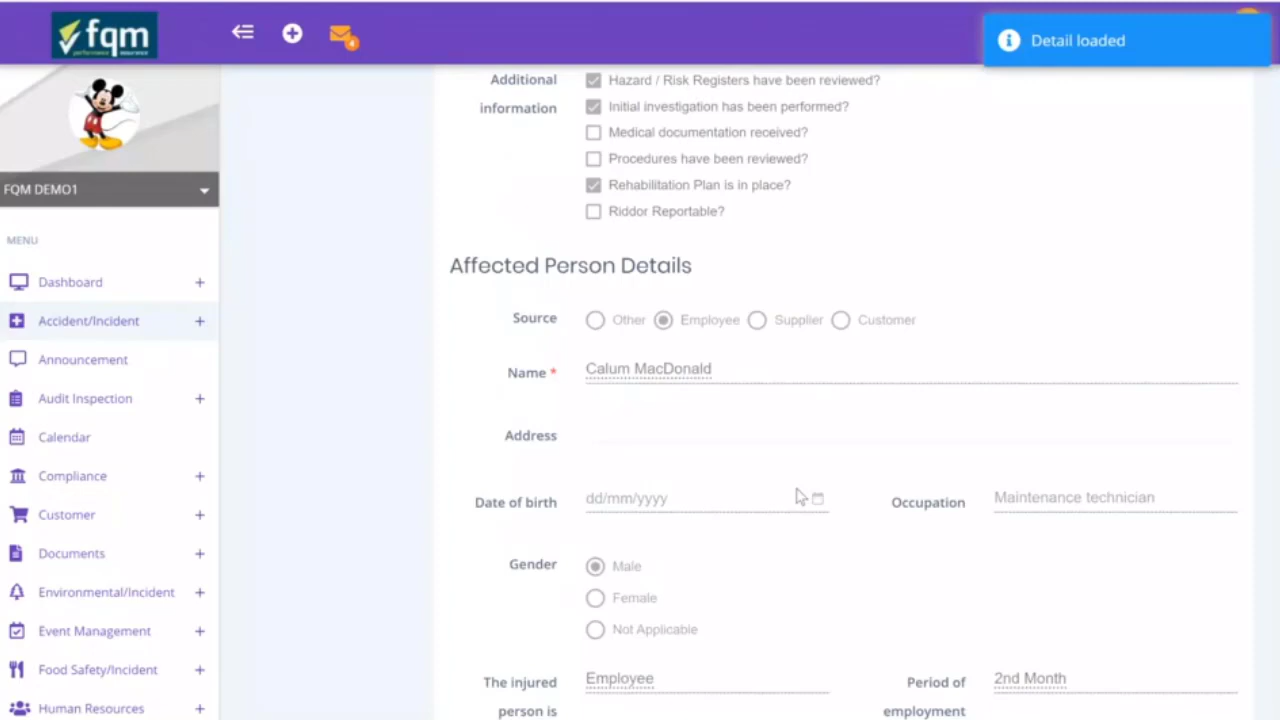 fqm
performance assurance
4
Detail loaded
FQM DEMO1
MENU
Dashboard
Accident/Incident
Announcement
Audit Inspection
Calendar
Compliance
Customer
Documents
Environmental/Incident
Event Management
Food Safety/Incident
Human Resources
Additional information
Hazard / Risk Registers have been reviewed?
Initial investigation has been performed?
Medical documentation received?
Procedures have been reviewed?
Rehabilitation Plan is in place?
Riddor Reportable?
Affected Person Details
Source Other Employee Supplier Customer
Name * Calum MacDonald
Address
Date of birth dd/mm/yyyy Occupation Maintenance technician
Gender Male
Female
Not Applicable
The injured person is Employee Period of employment 2nd Month